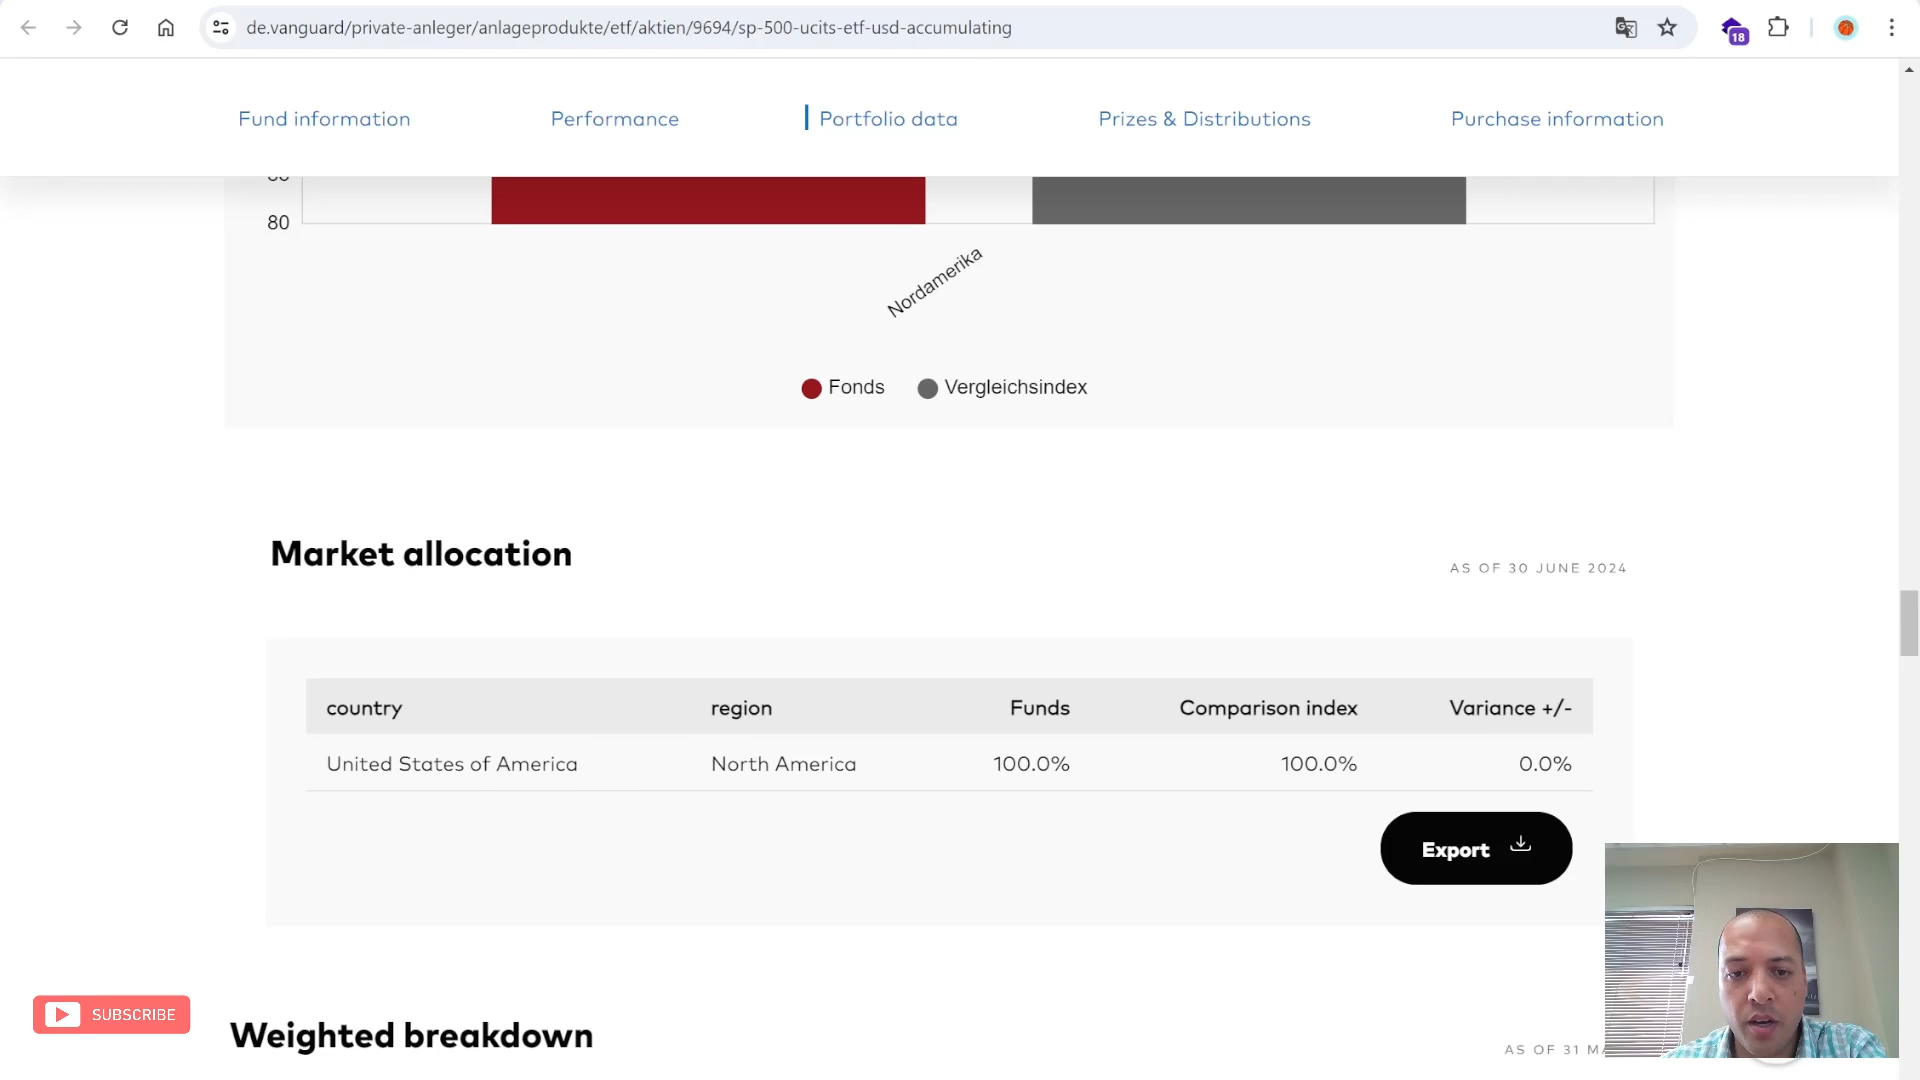 de.vanguard/private-anleger/anlageprodukte/etf/aktien/9694/sp-500-ucits-etf-usd-accumulating
18
Fund information Performance Portfolio data Prizes & Distributions Purchase information
80
Nordamerika
Fonds Vergleichsindex
Market allocation
AS OF 30 JUNE 2024
country region Funds Comparison index Variance +/-
United States of America North America 100.0% 100.0% 0.0%
Export
SUBSCRIBE
Weighted breakdown
AS OF 31